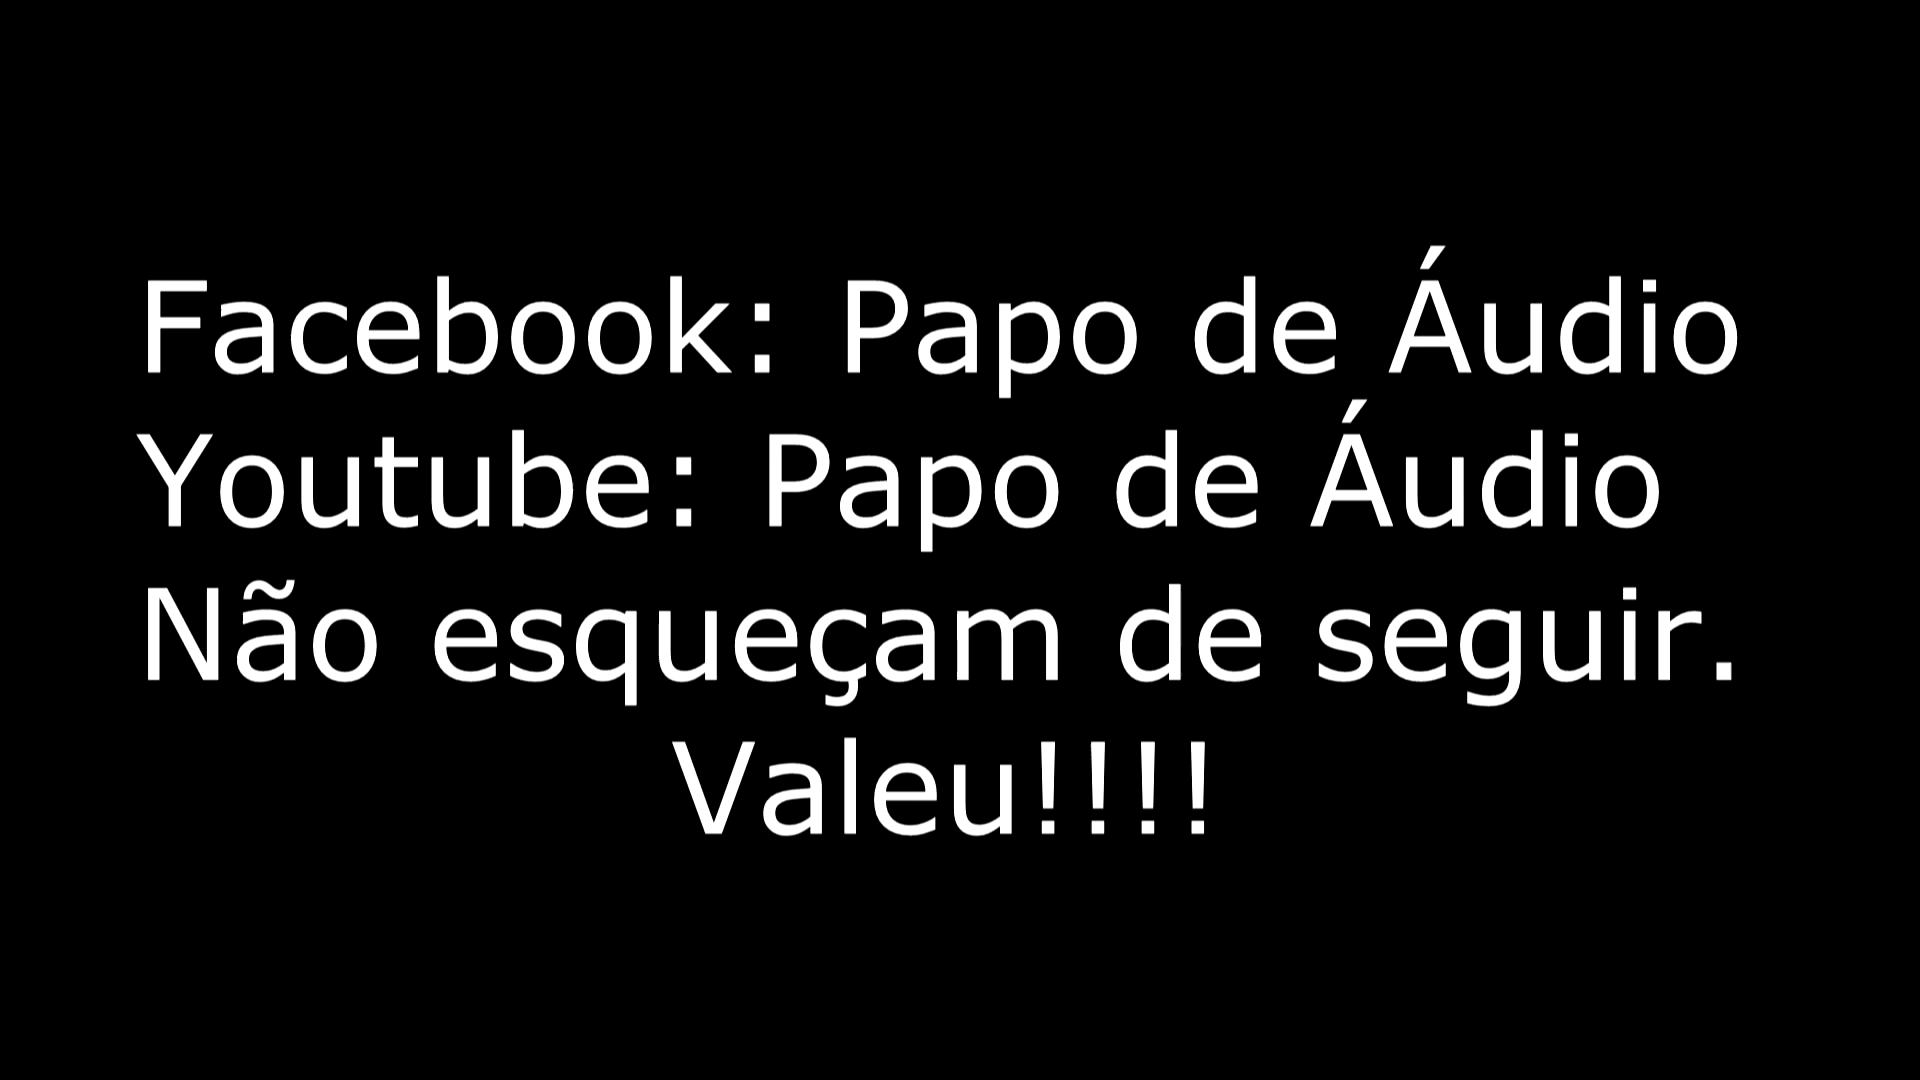 Facebook: Papo de Áudio
Youtube: Papo de Áudio
Não esqueçam de seguir.
Valeu!!!!